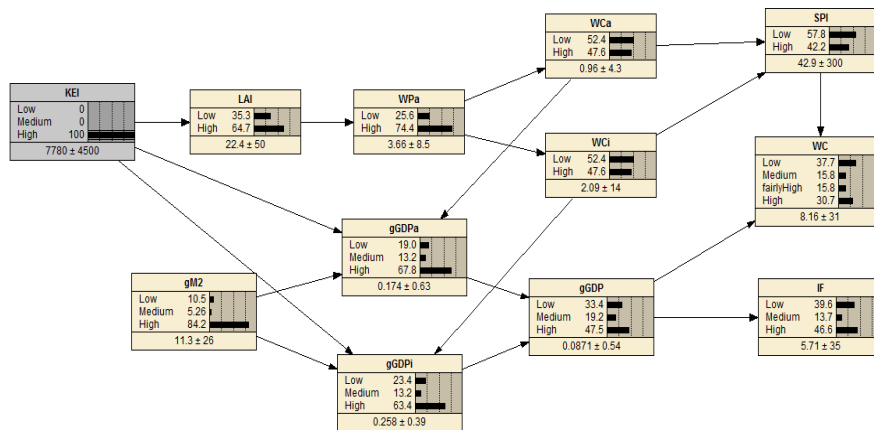 KEI
Low 0
Medium 0
High 100
7780 ± 4500
LAI
Low 35.3
High 64.7
22.4 ± 50
WPa
Low 25.6
High 74.4
3.66 ± 8.5
WCa
Low 52.4
High 47.6
0.96 ± 4.3
SPI
Low 57.8
High 42.2
42.9 ± 300
WCi
Low 52.4
High 47.6
2.09 ± 14
WC
Low 37.7
Medium 15.8
fairlyHigh 15.8
High 30.7
8.16 ± 31
gGDPa
Low 19.0
Medium 13.2
High 67.8
0.174 ± 0.63
gM2
Low 10.5
Medium 5.26
High 84.2
11.3 ± 26
gGDP
Low 33.4
Medium 19.2
High 47.5
0.0871 ± 0.54
IF
Low 39.6
Medium 13.7
High 46.6
5.71 ± 35
gGDPi
Low 23.4
Medium 13.2
High 63.4
0.258 ± 0.39